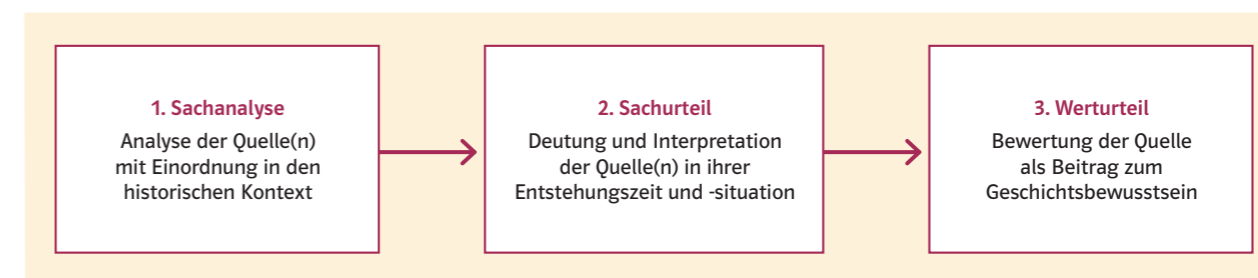 1. Sachanalyse
Analyse der Quelle(n)
mit Einordnung in den
historischen Kontext
2. Sachurteil
Deutung und Interpretation
der Quelle(n) in ihrer
Entstehungszeit und -situation
3. Werturteil
Bewertung der Quelle
als Beitrag zum
Geschichtsbewusstsein